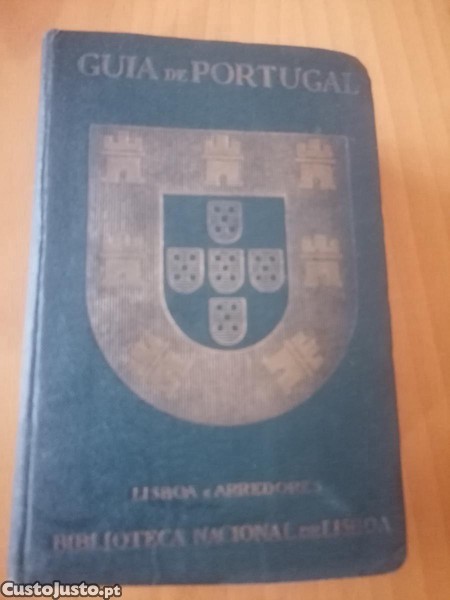 GUIA DE PORTUGAL
LISBOA E ARREDORES
BIBLIOTECA NACIONAL DE LISBOA
CustoJusto.pt